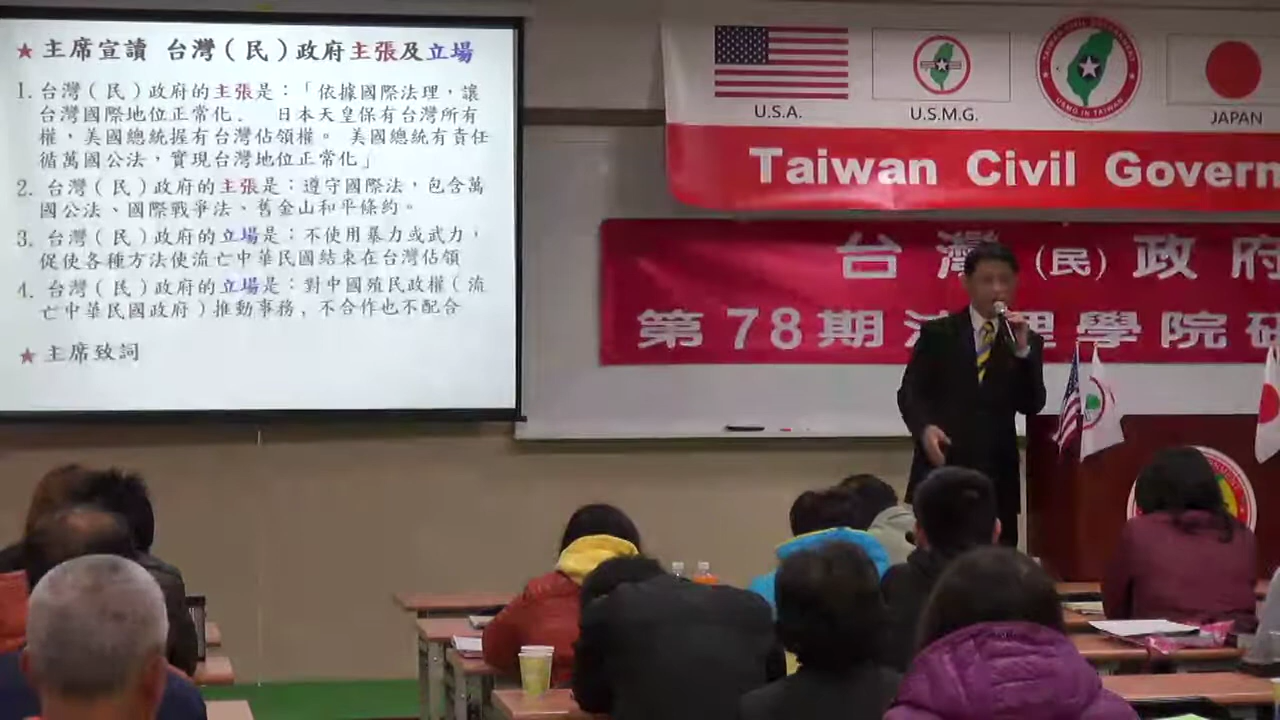 ★ 主席宣讀 台灣(民)政府主張及立場
1. 台灣(民)政府的主張是:「依據國際法理,讓
台灣國際地位正常化. 日本天皇保有台灣所有
權,美國總統握有台灣佔領權。 美國總統有責任
循萬國公法,實現台灣地位正常化」
2. 台灣(民)政府的主張是:遵守國際法,包含萬
國公法、國際戰爭法、舊金山和平條約。
3. 台灣(民)政府的立場是:不使用暴力或武力,
促使各種方法使流亡中華民國結束在台灣佔領
4. 台灣(民)政府的立場是:對中國殖民政權(流
亡中華民國政府)推動事務,不合作也不配合
★ 主席致詞
U.S.A.
U.S.M.G.
TAIWAN CIVIL GOVERNMENT
USMG IN TAIWAN
JAPAN
Taiwan Civil Govern
台灣(民)政府
第78期法理學院研